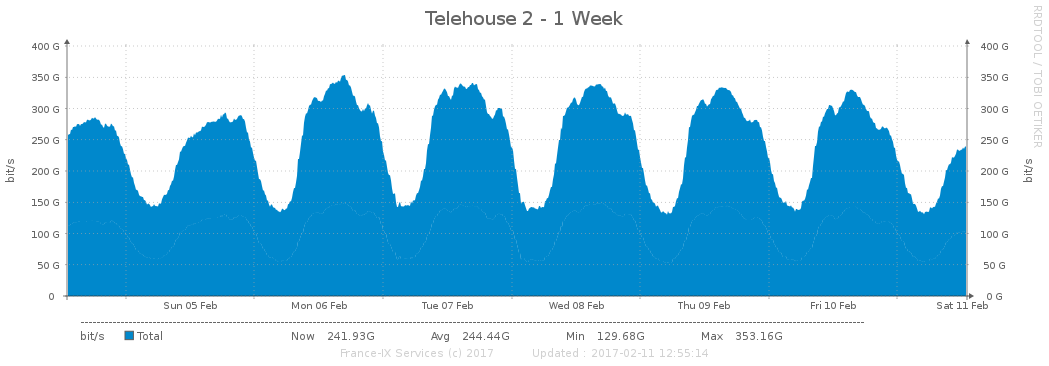 Telehouse 2 - 1 Week
RRDTOOL / TOBI OETIKER
400 G 400 G
350 G 350 G
300 G 300 G
250 G 250 G
200 G 200 G
150 G 150 G
100 G 100 G
50 G 50 G
0 0 G
bit/s bit/s
Sun 05 Feb Mon 06 Feb Tue 07 Feb Wed 08 Feb Thu 09 Feb Fri 10 Feb Sat 11 Feb
bit/s Total Now 241.93G Avg 244.44G Min 129.68G Max 353.16G
France-IX Services (c) 2017 Updated : 2017-02-11 12:55:14